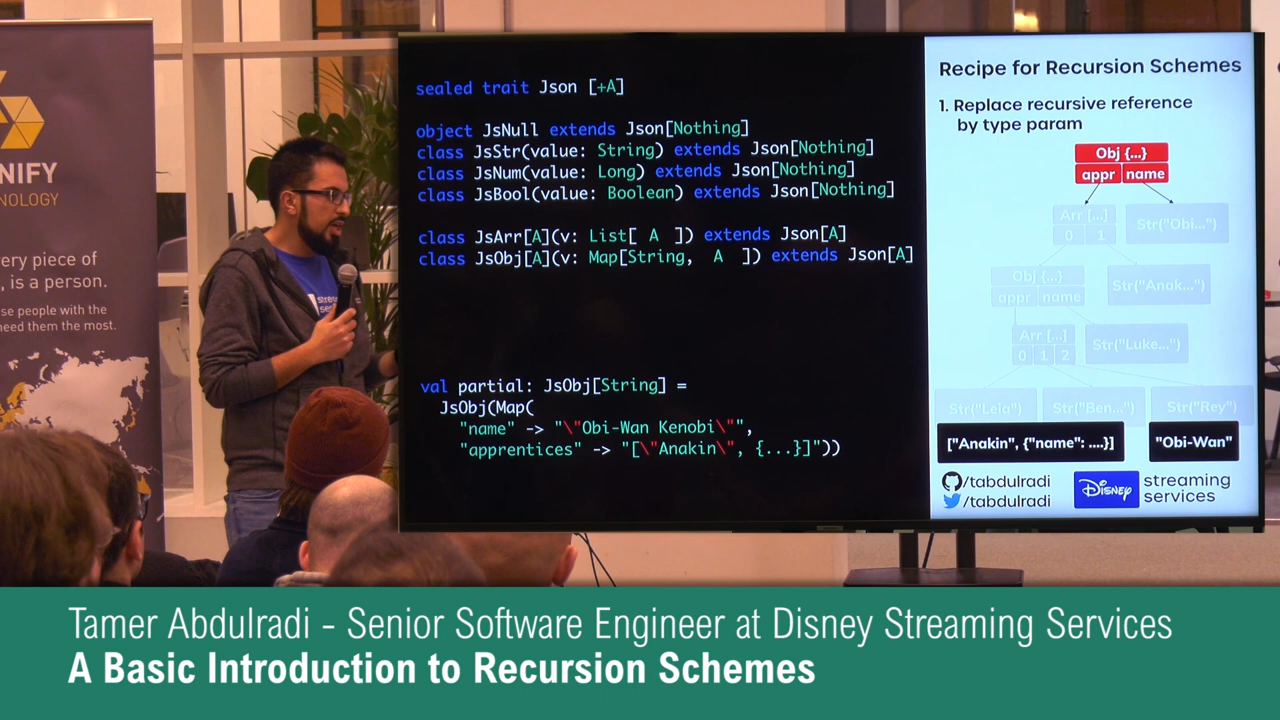 NIFY
NOLOGY
ery piece of
, is a person.
se people with the
need them the most.
sealed trait Json [+A]
object JsNull extends Json[Nothing]
class JsStr(value: String) extends Json[Nothing]
class JsNum(value: Long) extends Json[Nothing]
class JsBool(value: Boolean) extends Json[Nothing]
class JsArr[A](v: List[ A ]) extends Json[A]
class JsObj[A](v: Map[String, A ]) extends Json[A]
val partial: JsObj[String] =
JsObj(Map(
"name" -> "\"Obi-Wan Kenobi\"",
"apprentices" -> "[\"Anakin\", {...}]"))
Recipe for Recursion Schemes
1. Replace recursive reference
by type param
Obj {...}
appr name
Arr [...]
0 1
Str("Obi...")
Obj {...}
appr name
Str("Anak...")
Arr [...]
0 1 2
Str("Luke...")
Str("Leia") Str("Ben...") Str("Rey")
["Anakin", {"name": ....}]
"Obi-Wan"
/tabdulradi
/tabdulradi
Disney
streaming
services
Tamer Abdulradi - Senior Software Engineer at Disney Streaming Services
A Basic Introduction to Recursion Schemes